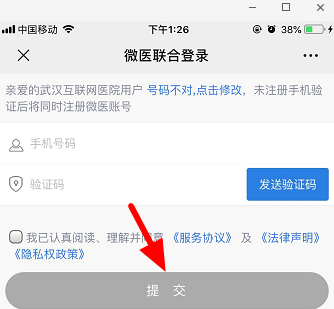 中国移动 下午1:26 38%
微医联合登录
亲爱的武汉互联网医院用户 号码不对,点击修改，未注册手机验
证后将同时注册微医账号
手机号码
验证码 发送验证码
我已认真阅读、理解并同意 《服务协议》 及 《法律声明》
《隐私权政策》
提 交